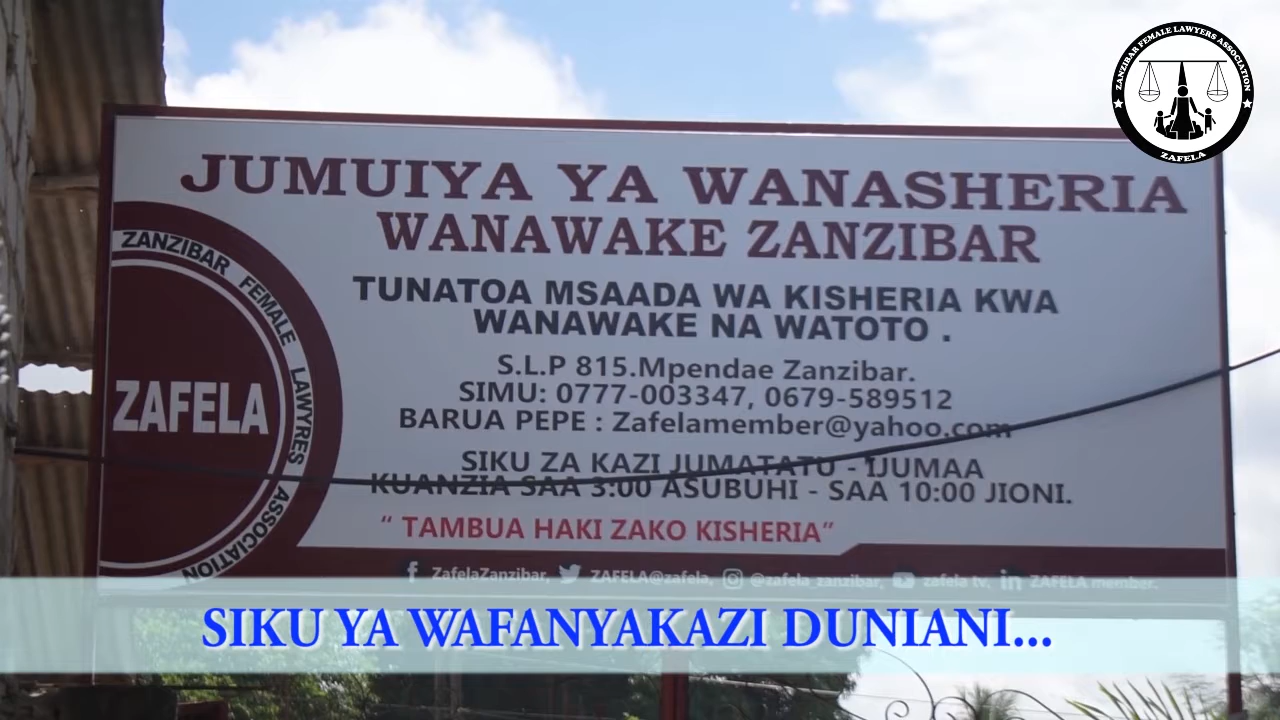 ZANZIBAR FEMALE LAWYERS ASSOCIATION
ZAFELA
JUMUIYA YA WANASHERIA
WANAWAKE ZANZIBAR
ZANZIBAR FEMALE LAWYRES ASSOCIATION
ZAFELA
TUNATOA MSAADA WA KISHERIA KWA
WANAWAKE NA WATOTO .
S.L.P 815.Mpendae Zanzibar.
SIMU: 0777-003347, 0679-589512
BARUA PEPE : Zafelamember@yahoo.com
SIKU ZA KAZI JUMATATU - IJUMAA
KUANZIA SAA 3:00 ASUBUHI - SAA 10:00 JIONI.
“ TAMBUA HAKI ZAKO KISHERIA”
ZafelaZanzibar, ZAFELA@zafela, @zafela_zanzibar, zafela tv, ZAFELA member.
SIKU YA WAFANYAKAZI DUNIANI...